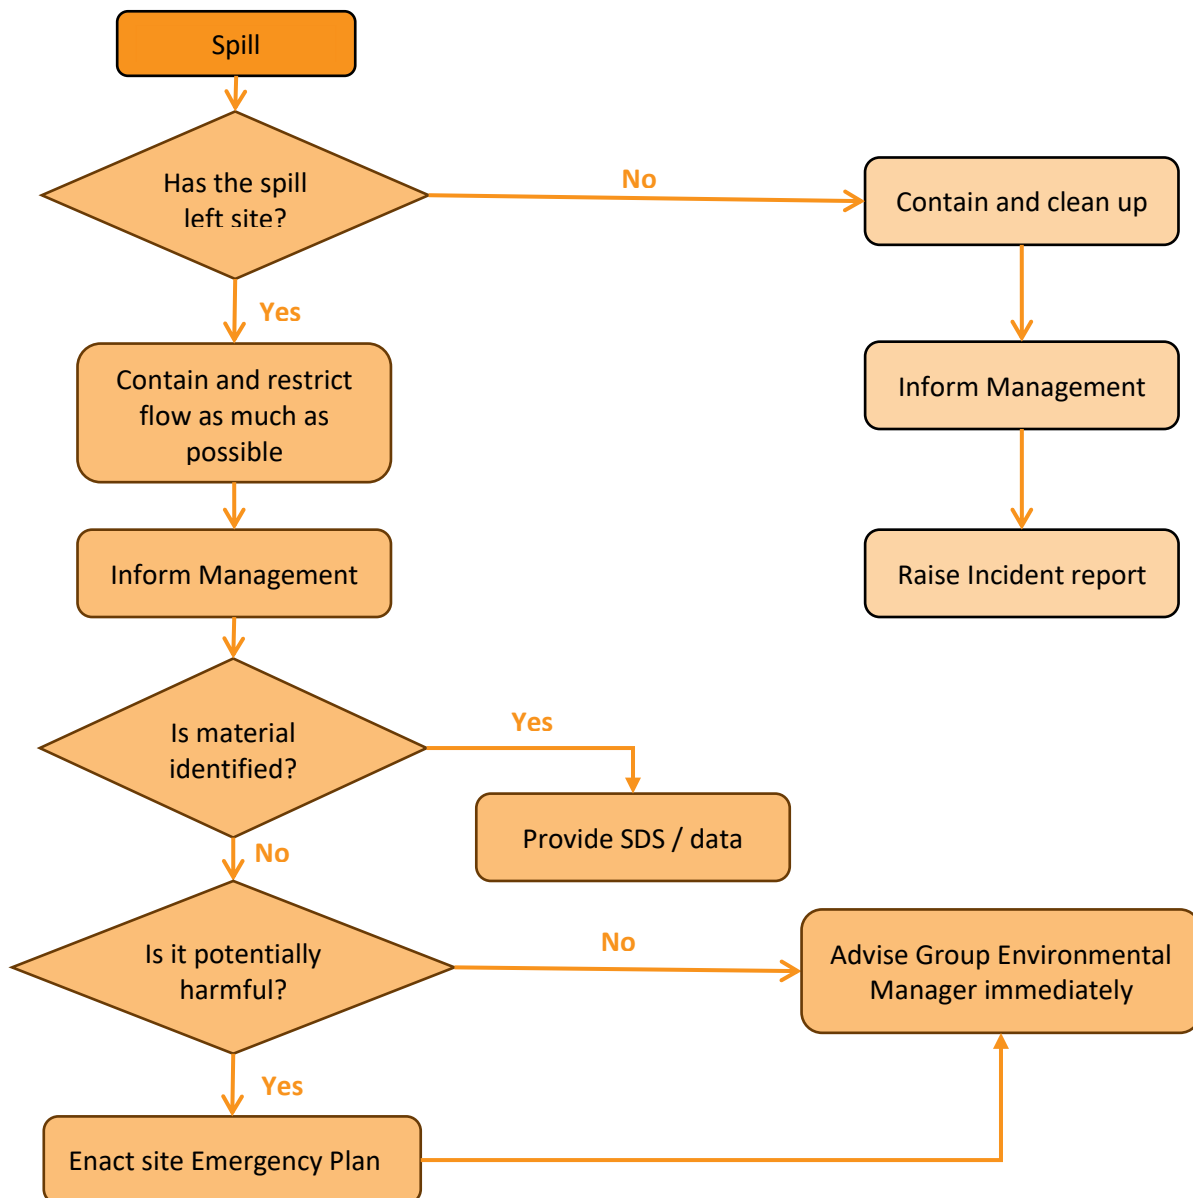 Spill
Has the spill
left site?
No
Contain and clean up
Yes
Contain and restrict
flow as much as
possible
Inform Management
Inform Management
Raise Incident report
Is material
identified?
Yes
Provide SDS / data
No
Is it potentially
harmful?
No
Advise Group Environmental
Manager immediately
Yes
Enact site Emergency Plan